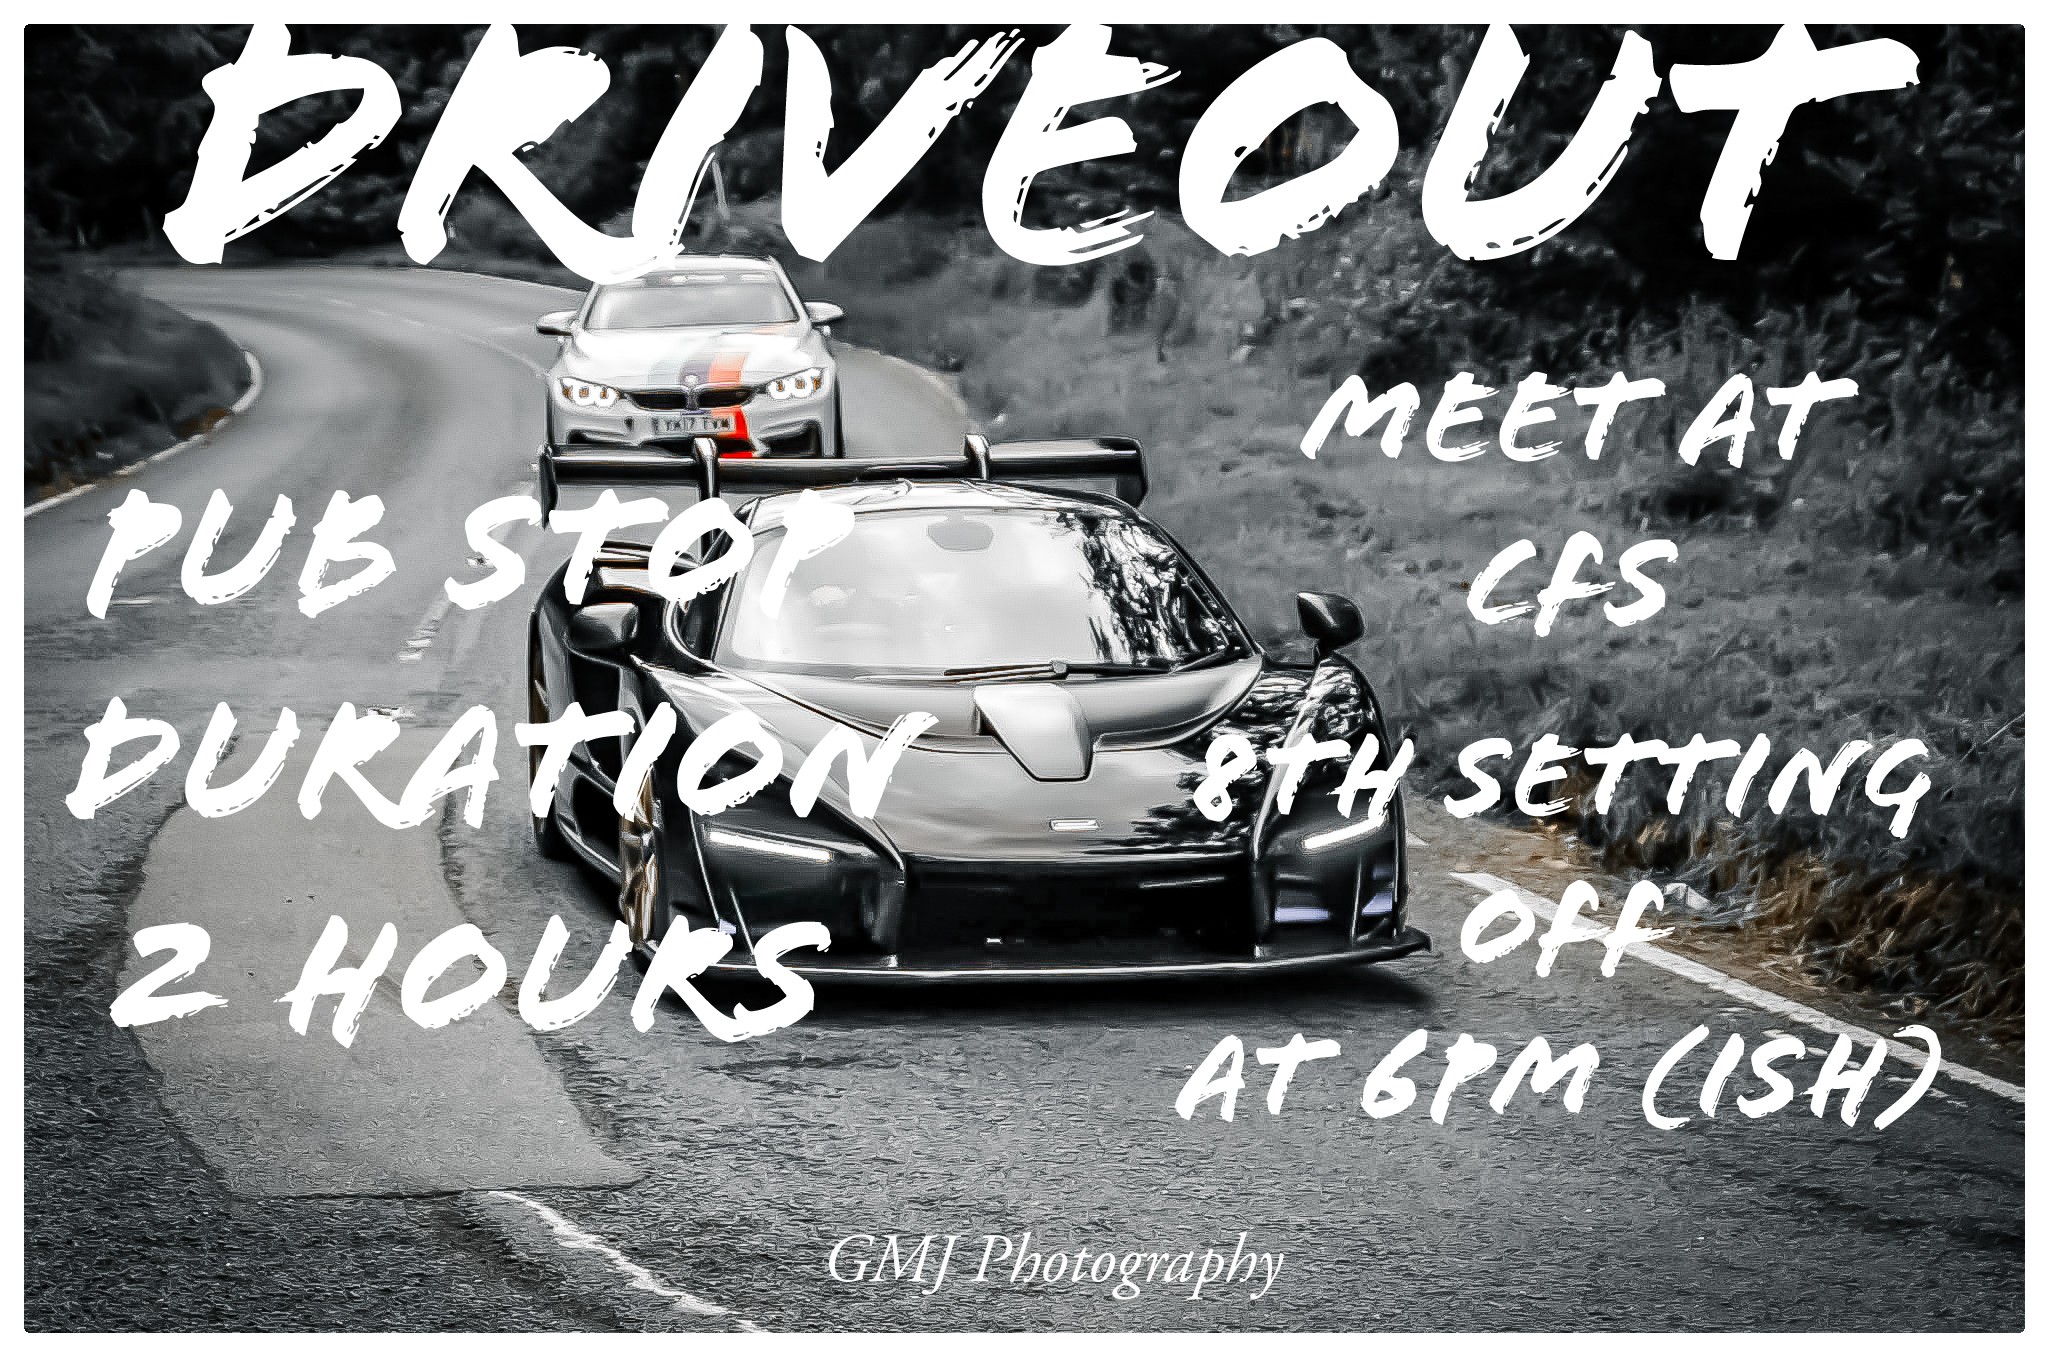 DRIVEOUT
MEET AT
CFS
8TH SETTING
OFF
AT 6PM (ISH)
PUB STOP
DURATION
2 HOURS
GMJ Photography